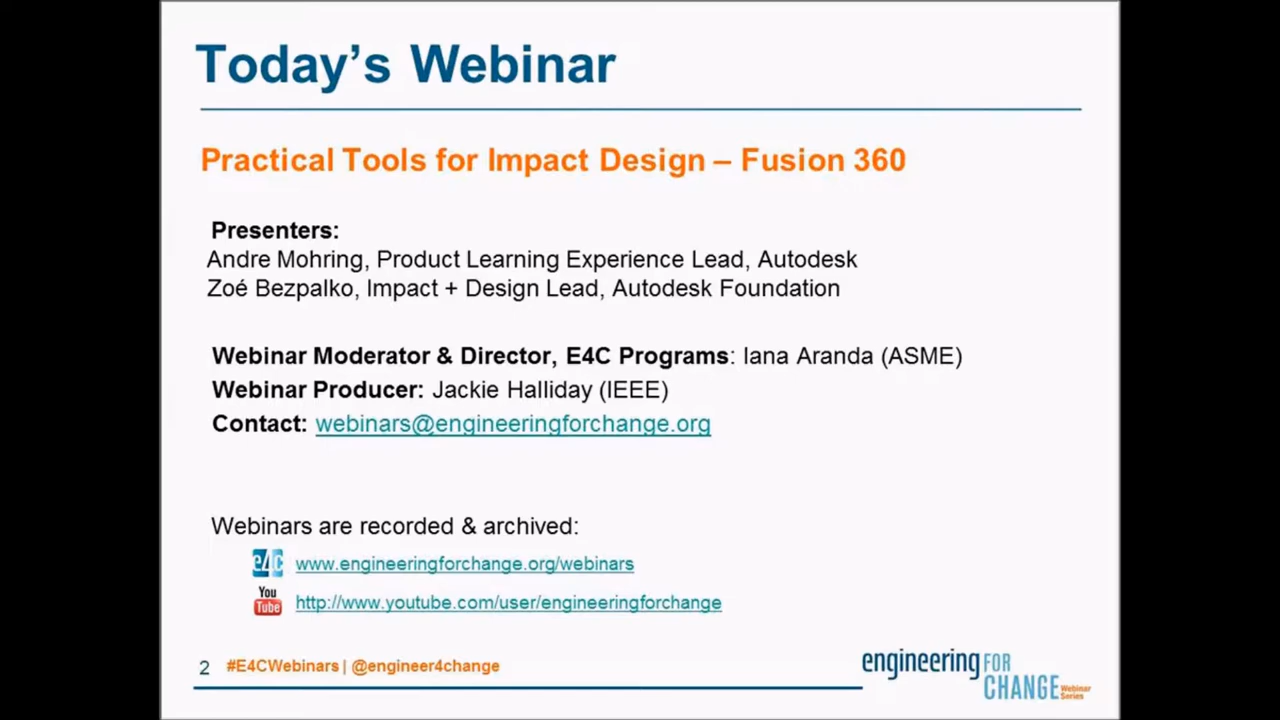 Today's Webinar
Practical Tools for Impact Design – Fusion 360
Presenters:
Andre Mohring, Product Learning Experience Lead, Autodesk
Zoé Bezpalko, Impact + Design Lead, Autodesk Foundation
Webinar Moderator & Director, E4C Programs: Iana Aranda (ASME)
Webinar Producer: Jackie Halliday (IEEE)
Contact: webinars@engineeringforchange.org
Webinars are recorded & archived:
e4c www.engineeringforchange.org/webinars
You
Tube http://www.youtube.com/user/engineeringforchange
2 #E4CWebinars | @engineer4change
engineering FOR
CHANGE Webinar
Series